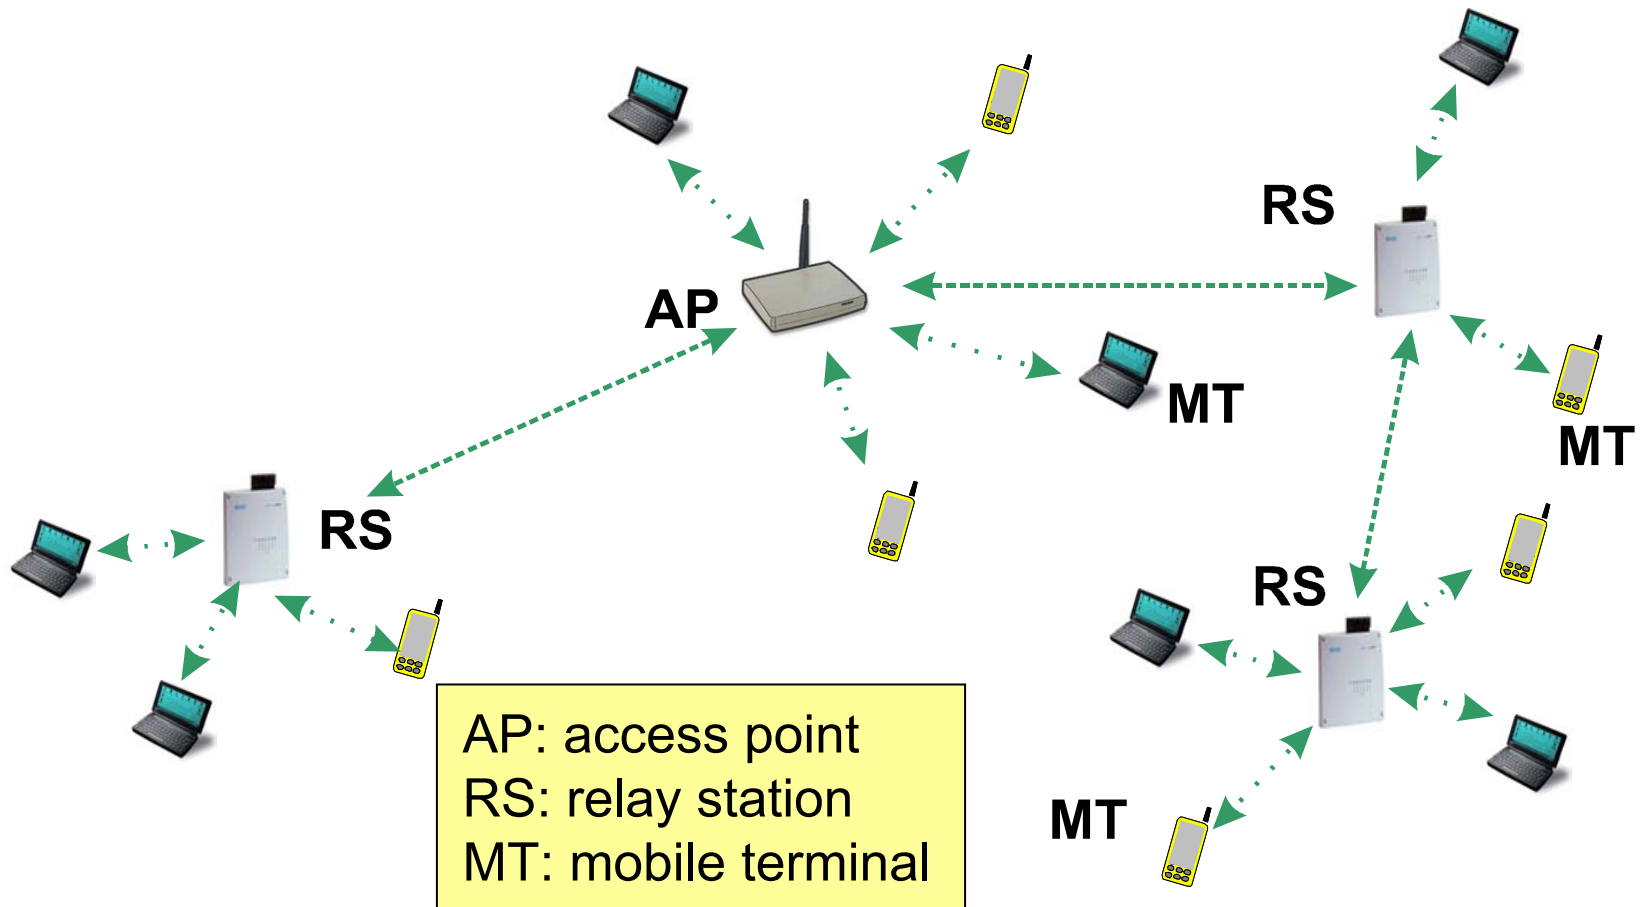 RS
AP
MT
MT
RS
RS
MT
AP: access point
RS: relay station
MT: mobile terminal